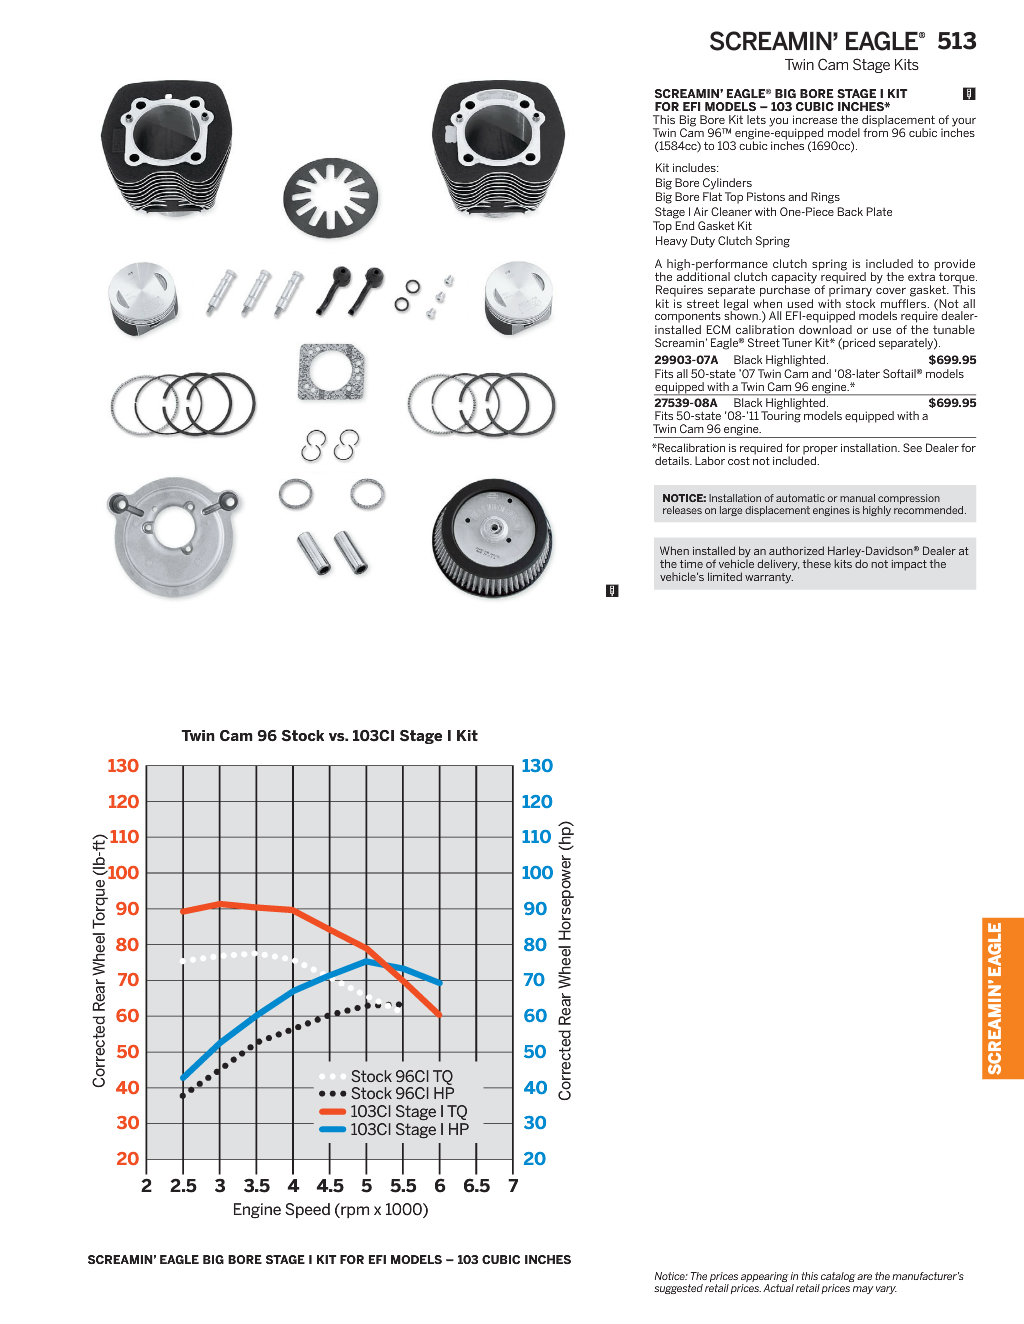 SCREAMIN’ EAGLE® 513
Twin Cam Stage Kits
SCREAMIN’ EAGLE® BIG BORE STAGE I KIT
FOR EFI MODELS – 103 CUBIC INCHES*
This Big Bore Kit lets you increase the displacement of your
Twin Cam 96™ engine-equipped model from 96 cubic inches
(1584cc) to 103 cubic inches (1690cc).
Kit includes:
Big Bore Cylinders
Big Bore Flat Top Pistons and Rings
Stage I Air Cleaner with One-Piece Back Plate
Top End Gasket Kit
Heavy Duty Clutch Spring
A high-performance clutch spring is included to provide
the additional clutch capacity required by the extra torque.
Requires separate purchase of primary cover gasket. This
kit is street legal when used with stock mufflers. (Not all
components shown.) All EFI-equipped models require dealer-
installed ECM calibration download or use of the tunable
Screamin’ Eagle® Street Tuner Kit* (priced separately).
29903-07A Black Highlighted. $699.95
Fits all 50-state ’07 Twin Cam and ‘08-later Softail® models
equipped with a Twin Cam 96 engine.*
27539-08A Black Highlighted. $699.95
Fits 50-state ’08-’11 Touring models equipped with a
Twin Cam 96 engine.
*Recalibration is required for proper installation. See Dealer for
details. Labor cost not included.
NOTICE: Installation of automatic or manual compression
releases on large displacement engines is highly recommended.
When installed by an authorized Harley-Davidson® Dealer at
the time of vehicle delivery, these kits do not impact the
vehicle’s limited warranty.
Twin Cam 96 Stock vs. 103CI Stage I Kit
130 130
120 120
110 110
100 100
90 90
80 80
70 70
60 60
50 50
40 40
30 30
20 20
Corrected Rear Wheel Torque (lb-ft)
Corrected Rear Wheel Horsepower (hp)
Stock 96CI TQ
Stock 96CI HP
103CI Stage I TQ
103CI Stage I HP
2 2.5 3 3.5 4 4.5 5 5.5 6 6.5 7
Engine Speed (rpm x 1000)
SCREAMIN’ EAGLE BIG BORE STAGE I KIT FOR EFI MODELS – 103 CUBIC INCHES
SCREAMIN’ EAGLE
Notice: The prices appearing in this catalog are the manufacturer’s
suggested retail prices. Actual retail prices may vary.